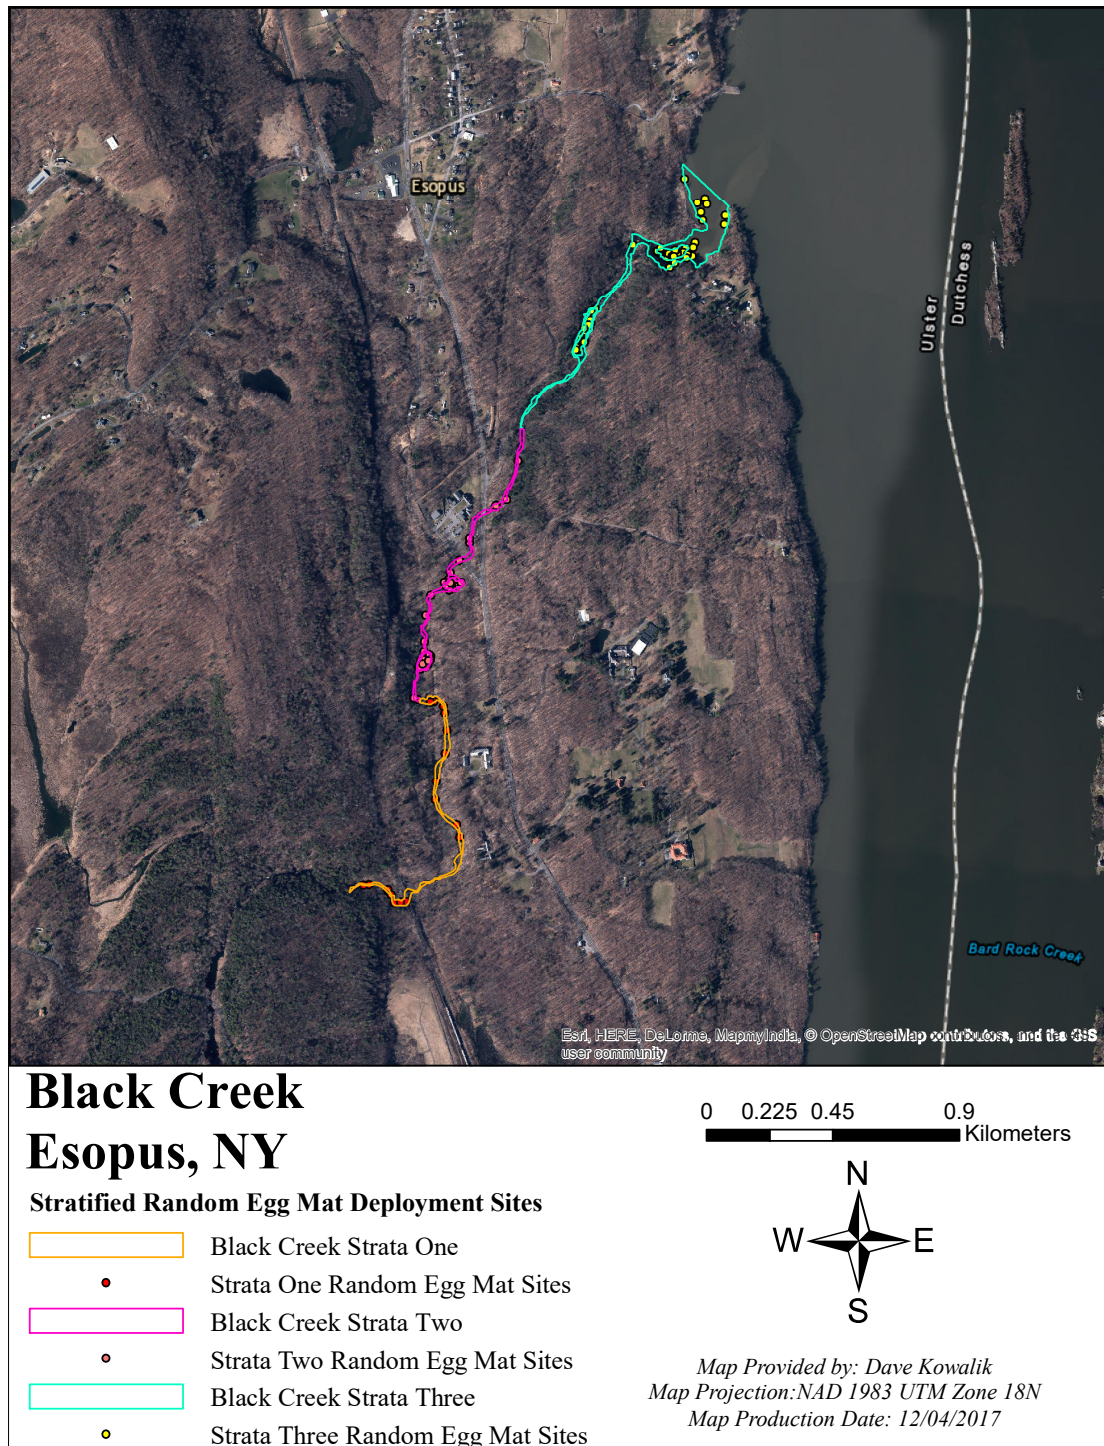 Esopus
Ulster
Dutchess
Bard Rock Creek
Esri, HERE, DeLorme, MapmyIndia, © OpenStreetMap contributors, and the GIS
user community
Black Creek
Esopus, NY
Stratified Random Egg Mat Deployment Sites
Black Creek Strata One
Strata One Random Egg Mat Sites
Black Creek Strata Two
Strata Two Random Egg Mat Sites
Black Creek Strata Three
Strata Three Random Egg Mat Sites
0 0.225 0.45 0.9
Kilometers
N
W E
S
Map Provided by: Dave Kowalik
Map Projection:NAD 1983 UTM Zone 18N
Map Production Date: 12/04/2017